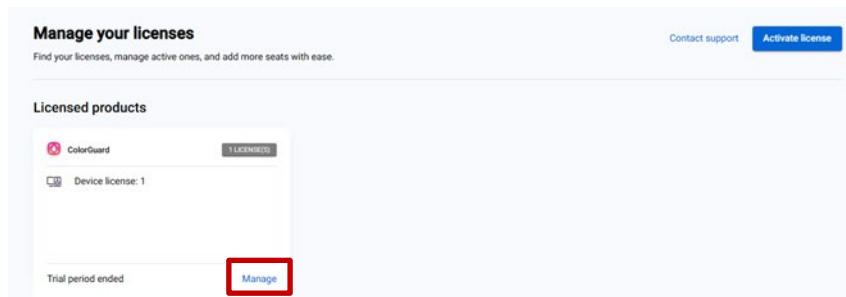 Manage your licenses
Find your licenses, manage active ones, and add more seats with ease.
Contact support
Activate license
Licensed products
ColorGuard
1 LICENSE(S)
Device license: 1
Trial period ended
Manage